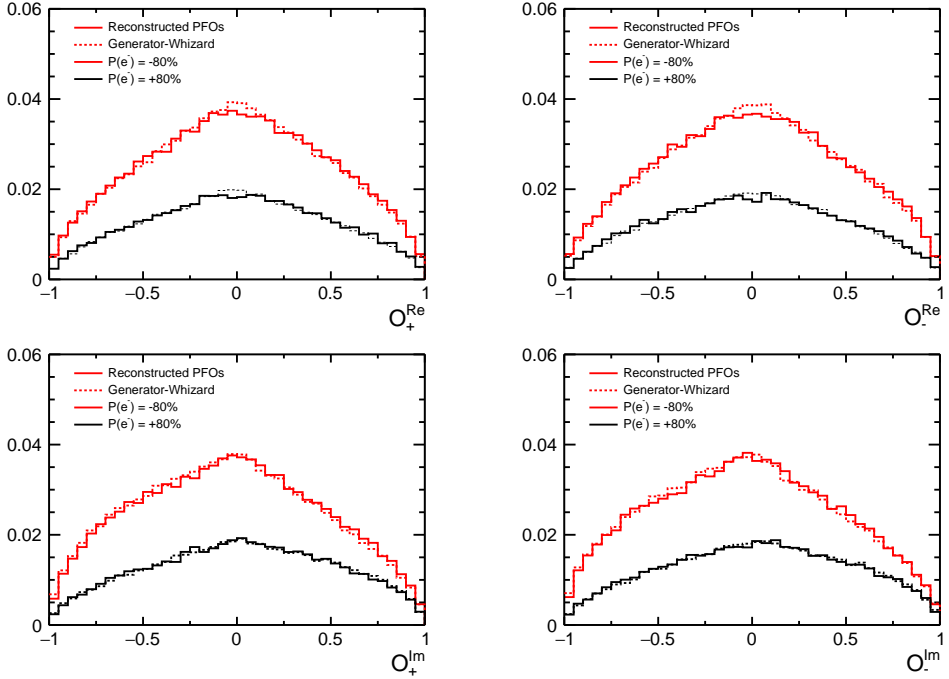 0.06
Reconstructed PFOs
Generator-Whizard
P(e⁻) = -80%
P(e⁻) = +80%
0.04
0.02
0
−1 −0.5 0 0.5 1
O₊ᴿᵉ
0.06
Reconstructed PFOs
Generator-Whizard
P(e⁻) = -80%
P(e⁻) = +80%
0.04
0.02
0
−1 −0.5 0 0.5 1
O₋ᴿᵉ
0.06
Reconstructed PFOs
Generator-Whizard
P(e⁻) = -80%
P(e⁻) = +80%
0.04
0.02
0
−1 −0.5 0 0.5 1
O₊ᴵᵐ
0.06
Reconstructed PFOs
Generator-Whizard
P(e⁻) = -80%
P(e⁻) = +80%
0.04
0.02
0
−1 −0.5 0 0.5 1
O₋ᴵᵐ